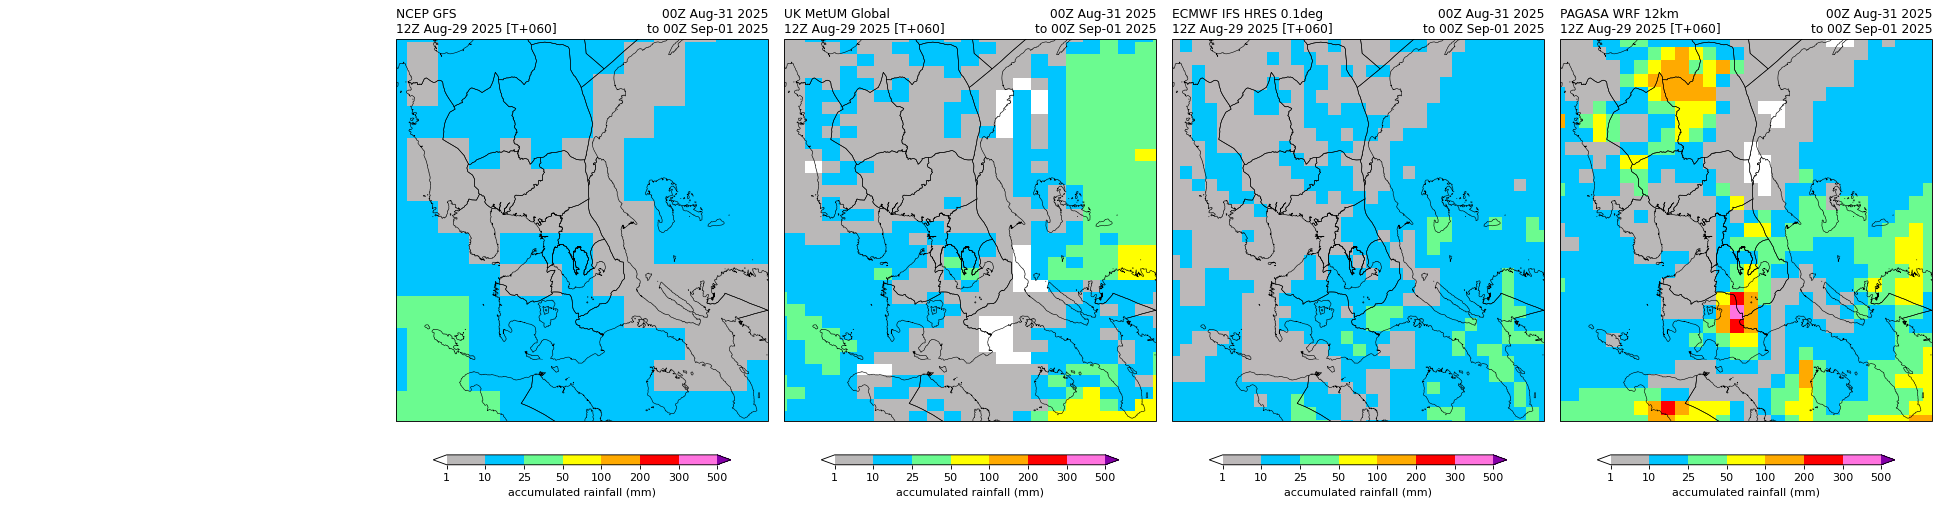 NCEP GFS 00Z Aug-31 2025
12Z Aug-29 2025 [T+060] to 00Z Sep-01 2025
UK MetUM Global 00Z Aug-31 2025
12Z Aug-29 2025 [T+060] to 00Z Sep-01 2025
ECMWF IFS HRES 0.1deg 00Z Aug-31 2025
12Z Aug-29 2025 [T+060] to 00Z Sep-01 2025
PAGASA WRF 12km 00Z Aug-31 2025
12Z Aug-29 2025 [T+060] to 00Z Sep-01 2025
1 10 25 50 100 200 300 500
accumulated rainfall (mm)
1 10 25 50 100 200 300 500
accumulated rainfall (mm)
1 10 25 50 100 200 300 500
accumulated rainfall (mm)
1 10 25 50 100 200 300 500
accumulated rainfall (mm)